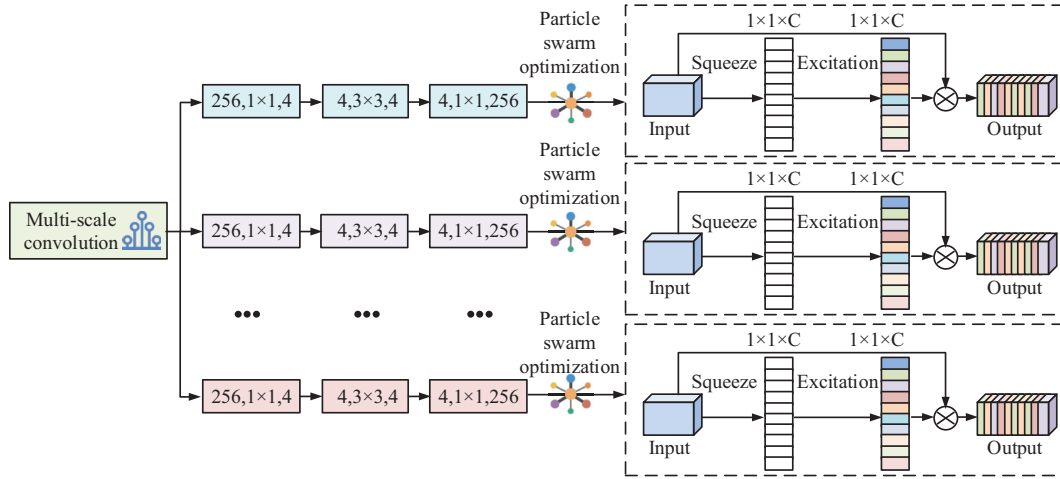 Particle
swarm
optimization
1×1×C
1×1×C
256,1×1,4
4,3×3,4
4,1×1,256
Squeeze
Excitation
Input
Output
Multi-scale
convolution
Particle
swarm
optimization
1×1×C
1×1×C
256,1×1,4
4,3×3,4
4,1×1,256
Squeeze
Excitation
Input
Output
•••
•••
•••
Particle
swarm
optimization
1×1×C
1×1×C
256,1×1,4
4,3×3,4
4,1×1,256
Squeeze
Excitation
Input
Output